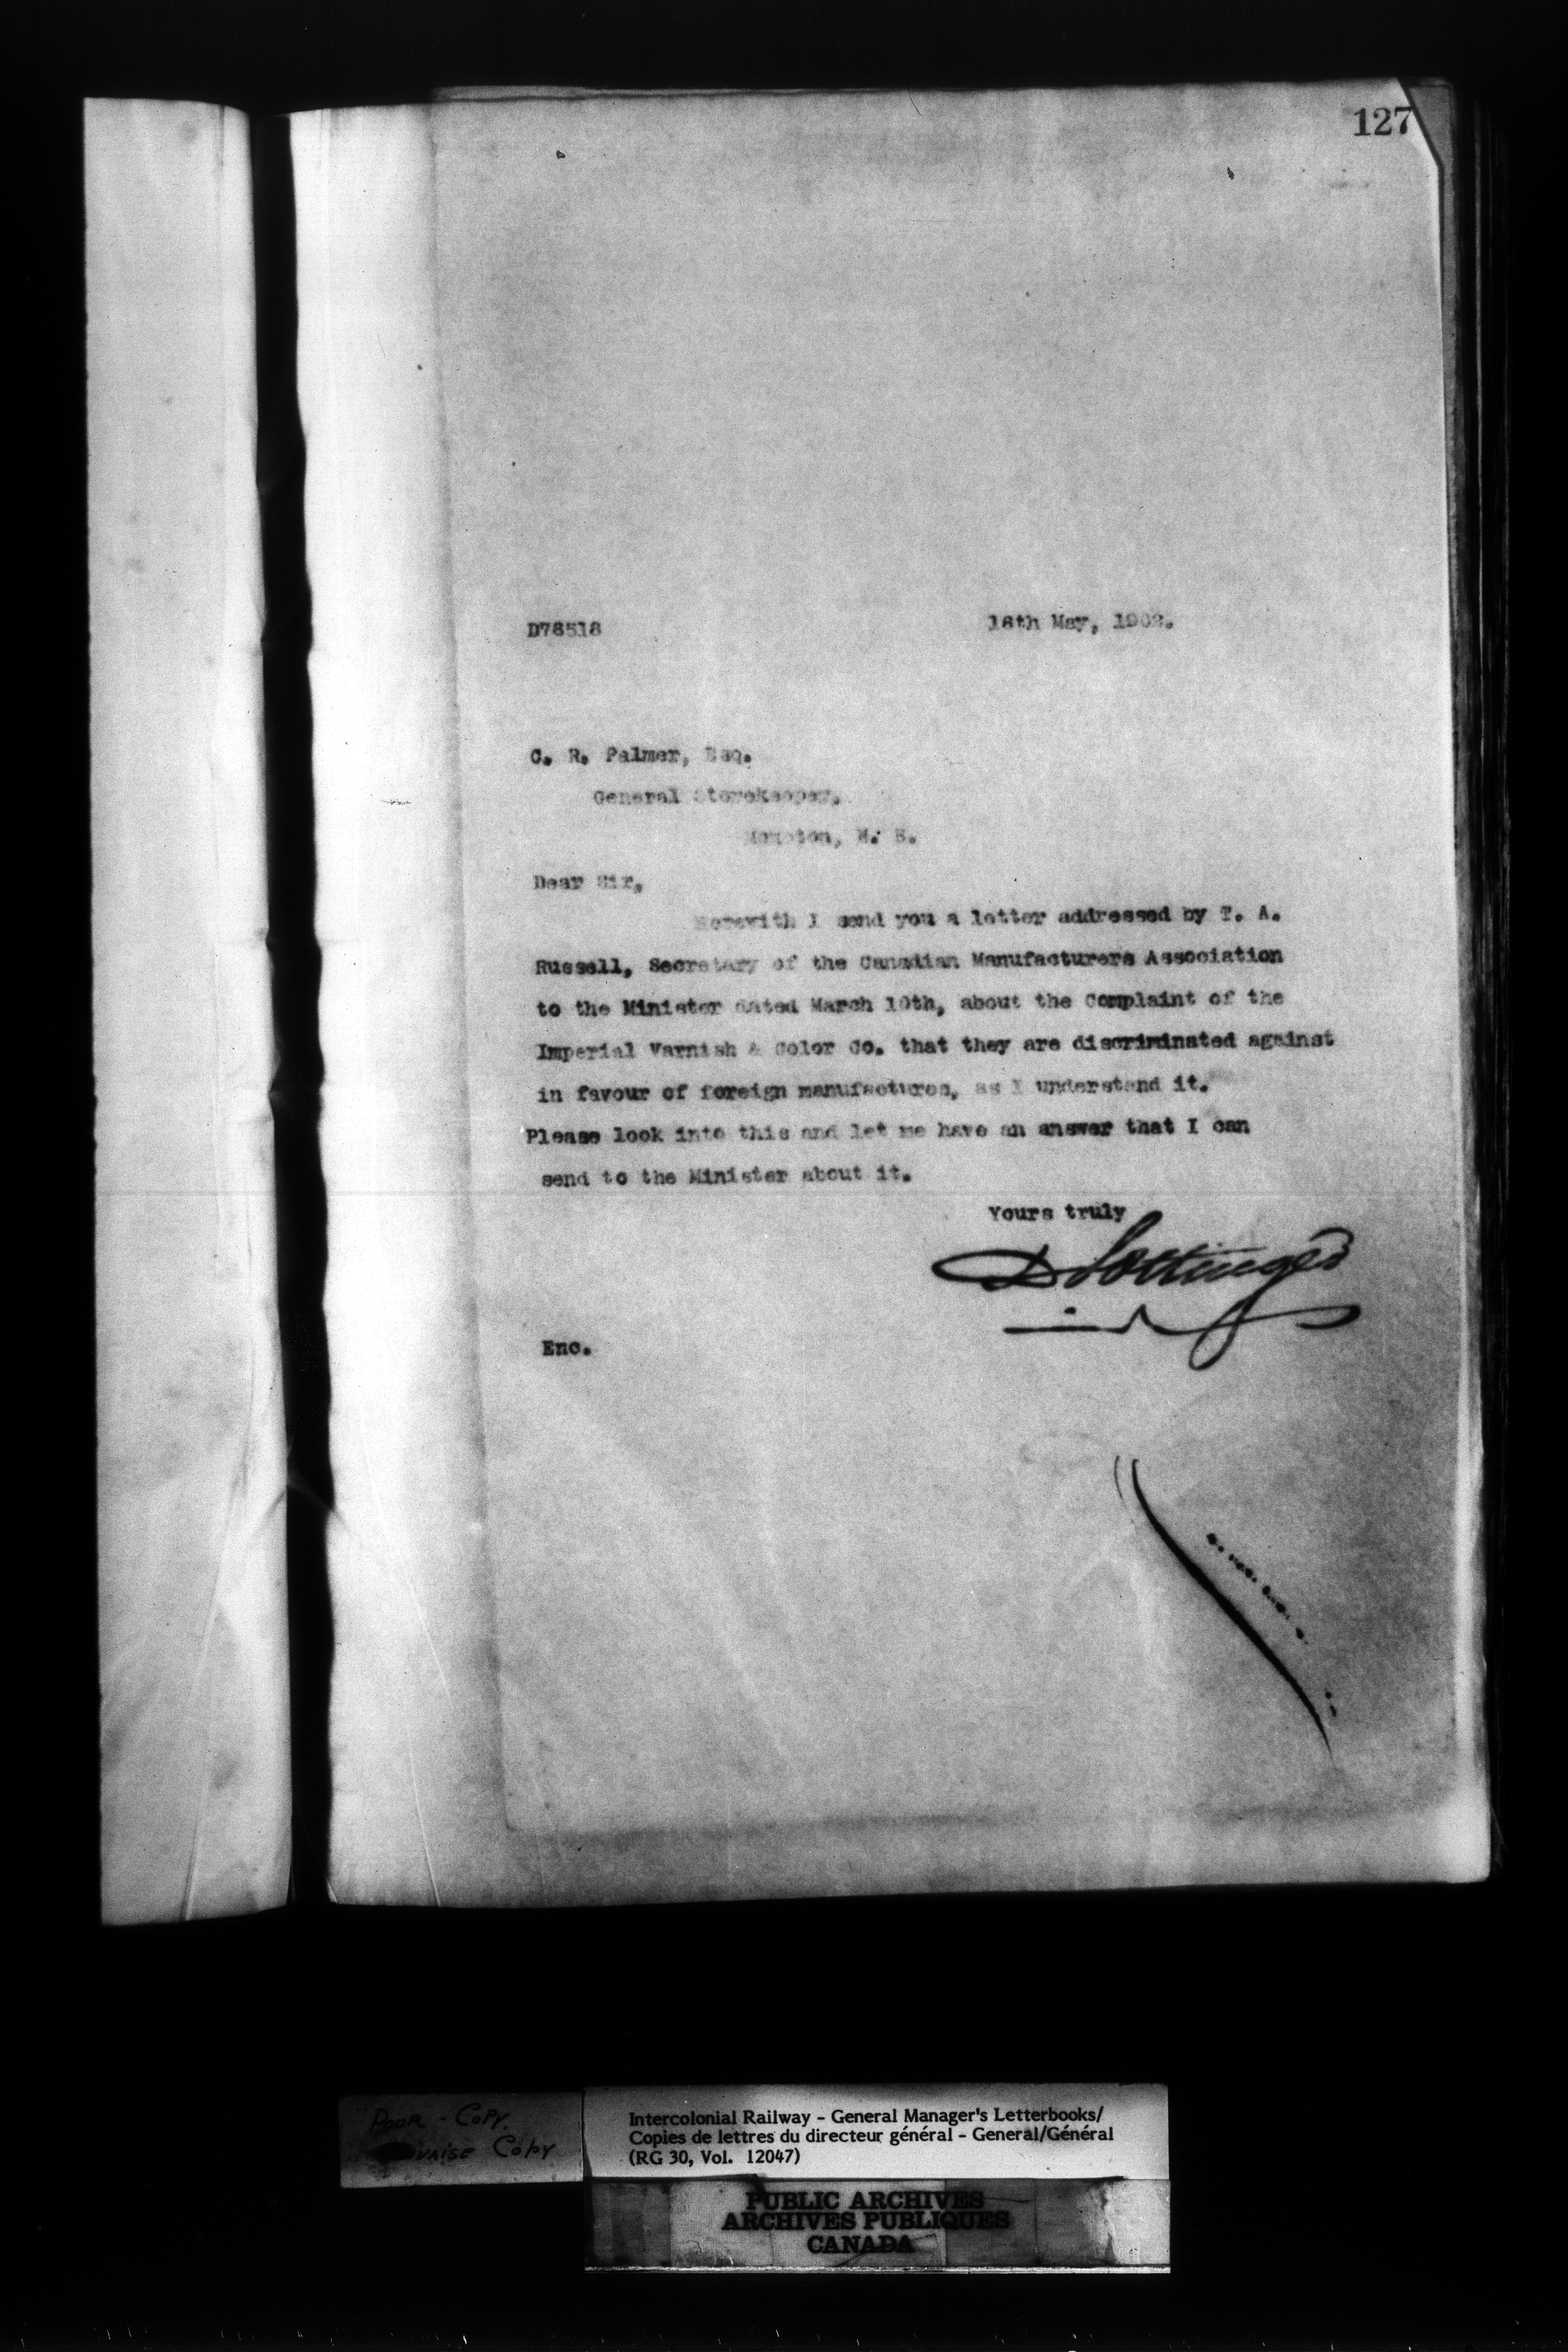 127
D78518
16th May, 1902.
C. R. Palmer, Esq.
General Storekeeper,
Moncton, N. B.
Dear Sir,
Herewith I send you a letter addressed by T. A.
Russell, Secretary of the Canadian Manufacturers Association
to the Minister dated March 10th, about the Complaint of the
Imperial Varnish & Color Co. that they are discriminated against
in favour of foreign manufactures, as I understand it.
Please look into this and let me have an answer that I can
send to the Minister about it.
Yours truly
D Pottinger
Enc.
Poor - Copy.
Copy
Intercolonial Railway - General Manager's Letterbooks/
Copies de lettres du directeur général - General/Général
(RG 30, Vol. 12047)
PUBLIC ARCHIVES
ARCHIVES PUBLIQUES
CANADA